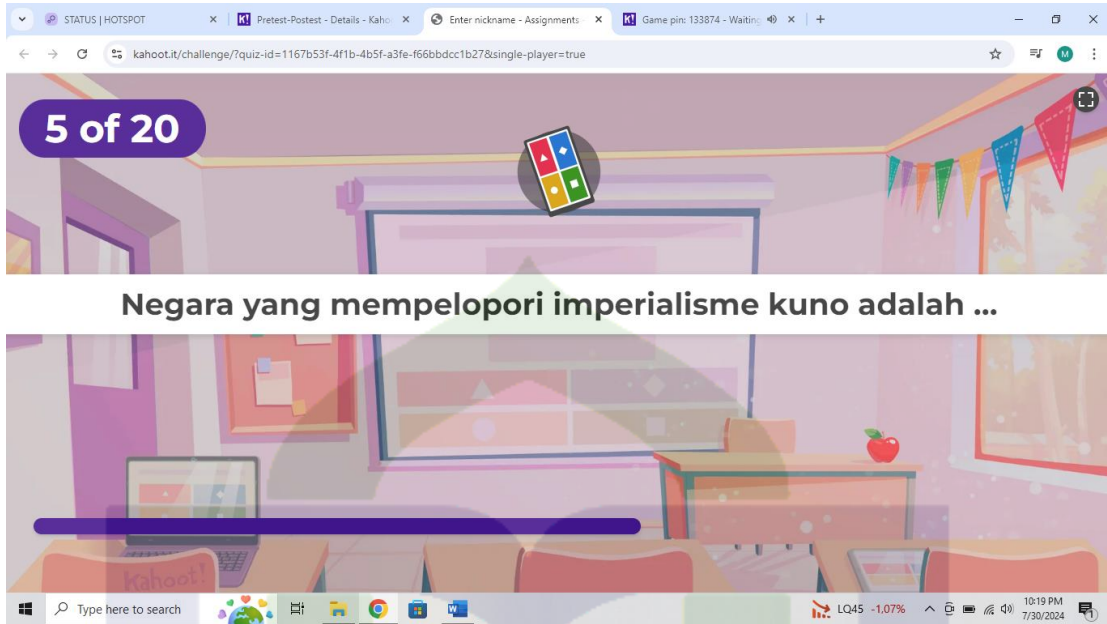 STATUS | HOTSPOT
Pretest-Postest - Details - Kaho
Enter nickname - Assignments
Game pin: 133874 - Waiting
kahoot.it/challenge/?quiz-id=1167b53f-4f1b-4b5f-a3fe-f66bbdcc1b27&single-player=true
M
5 of 20
Negara yang mempelopori imperialisme kuno adalah ...
Kahoot!
Type here to search
LQ45 -1,07%
10:19 PM
7/30/2024